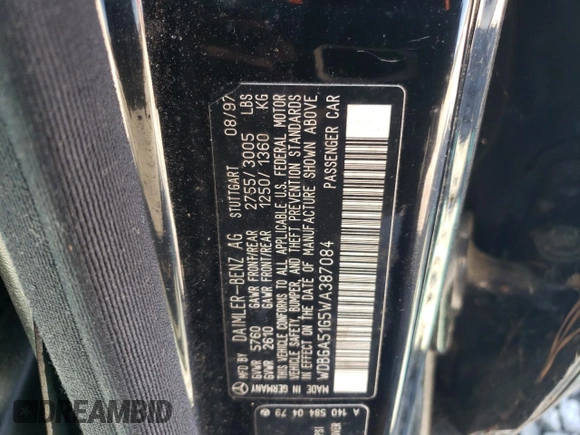 MFD BY DAIMLER-BENZ AG STUTTGART 08/97
GVWR 5760 GAWR FRONT/REAR 2755/3005 LBS
GVWR 2610 GAWR FRONT/REAR 1250/1360 KG
THIS VEHICLE CONFORMS TO ALL APPLICABLE U.S. FEDERAL MOTOR
VEHICLE SAFETY, BUMPER AND THEFT PREVENTION STANDARDS
IN EFFECT ON THE DATE OF MANUFACTURE SHOWN ABOVE
WDBGA51G5WA387084 PASSENGER CAR
MADE IN GERMANY
A 140 584 04 79
DREAMBID